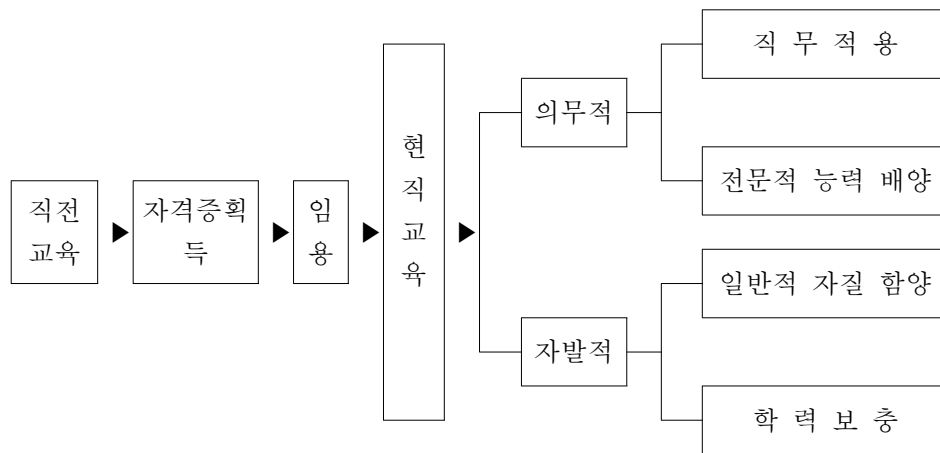 직전
교육
자격증획
득
임
용
현
직
교
육
의무적
자발적
직 무 적 용
전문적 능력 배양
일반적 자질 함양
학 력 보 충